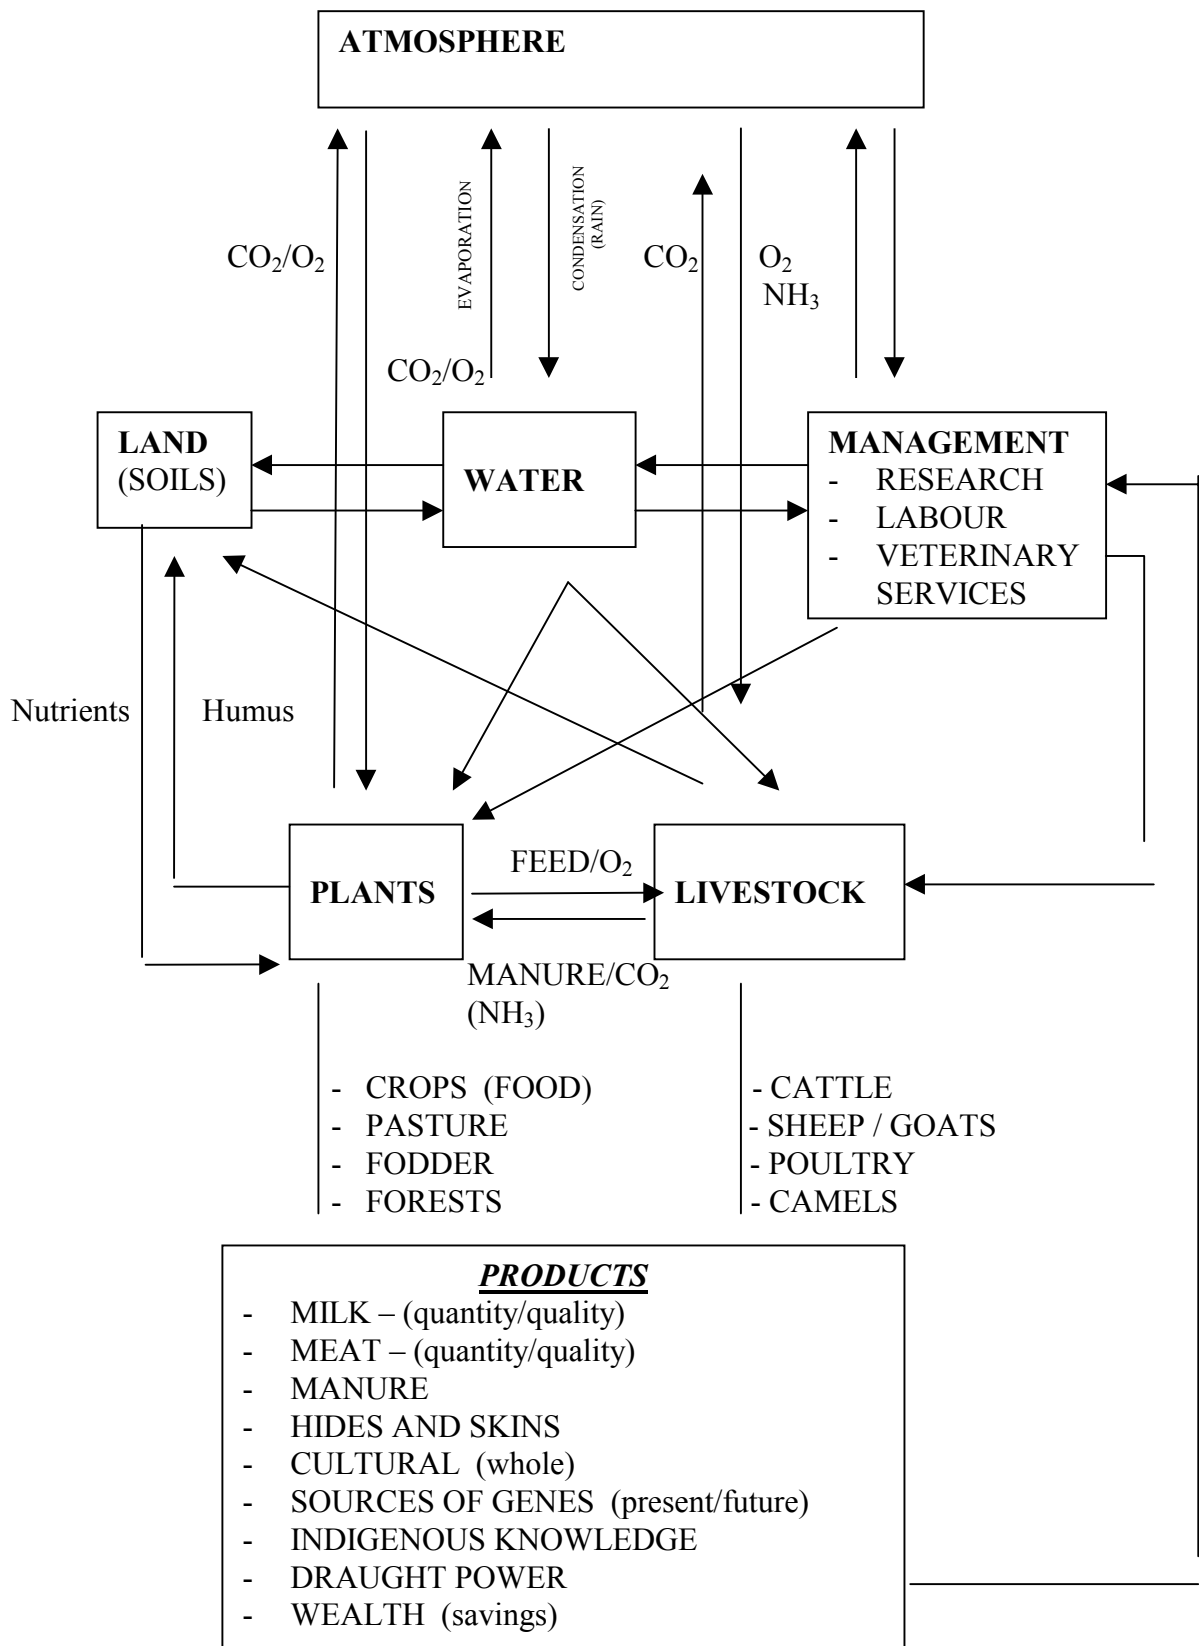 ATMOSPHERE
EVAPORATION
CONDENSATION
(RAIN)
CO₂/O₂
CO₂
O₂
NH₃
CO₂/O₂
LAND
(SOILS)
WATER
MANAGEMENT
- RESEARCH
- LABOUR
- VETERINARY
SERVICES
Nutrients
Humus
PLANTS
FEED/O₂
LIVESTOCK
MANURE/CO₂
(NH₃)
- CROPS (FOOD)
- PASTURE
- FODDER
- FORESTS
- CATTLE
- SHEEP / GOATS
- POULTRY
- CAMELS
PRODUCTS
- MILK – (quantity/quality)
- MEAT – (quantity/quality)
- MANURE
- HIDES AND SKINS
- CULTURAL (whole)
- SOURCES OF GENES (present/future)
- INDIGENOUS KNOWLEDGE
- DRAUGHT POWER
- WEALTH (savings)